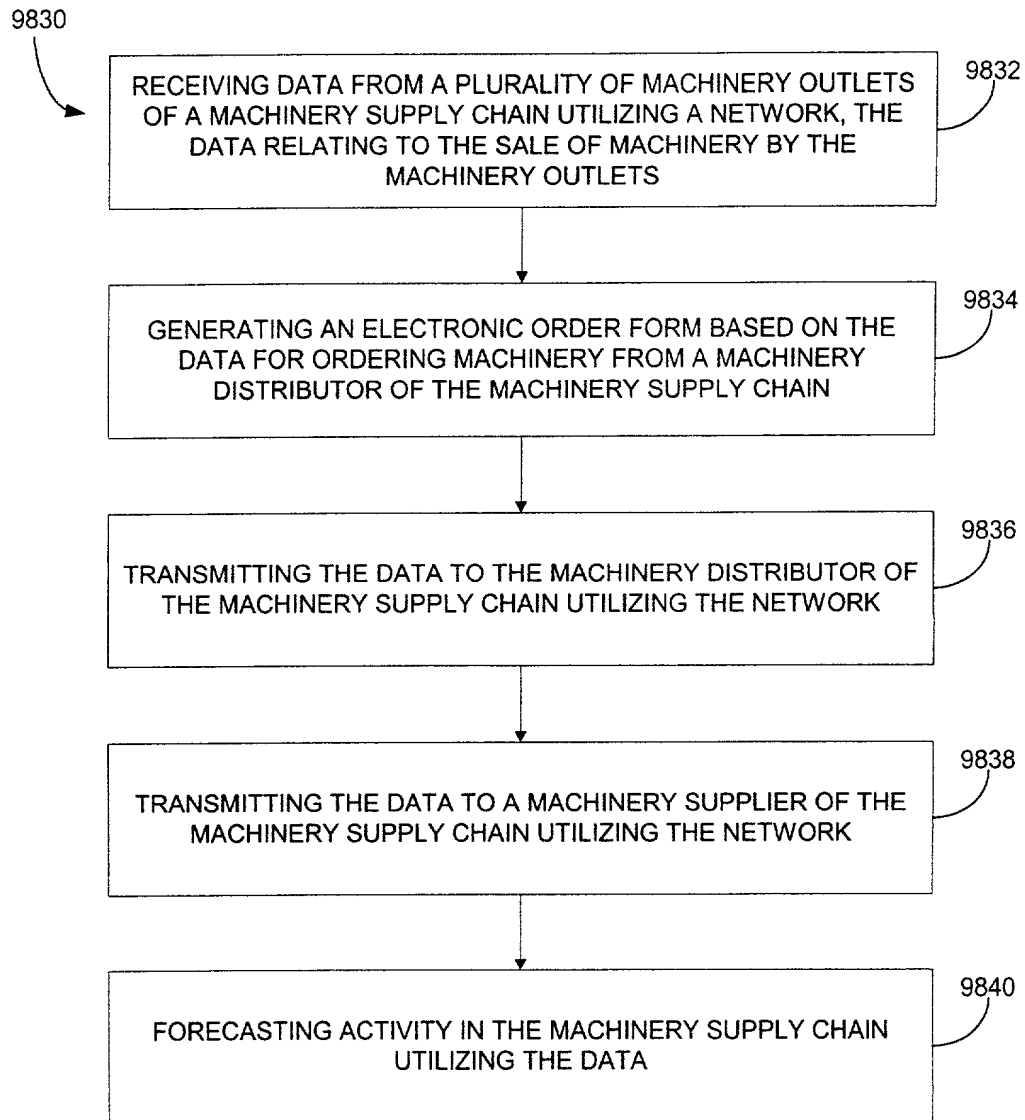 9830
RECEIVING DATA FROM A PLURALITY OF MACHINERY OUTLETS
OF A MACHINERY SUPPLY CHAIN UTILIZING A NETWORK, THE
DATA RELATING TO THE SALE OF MACHINERY BY THE
MACHINERY OUTLETS
9832
GENERATING AN ELECTRONIC ORDER FORM BASED ON THE
DATA FOR ORDERING MACHINERY FROM A MACHINERY
DISTRIBUTOR OF THE MACHINERY SUPPLY CHAIN
9834
TRANSMITTING THE DATA TO THE MACHINERY DISTRIBUTOR OF
THE MACHINERY SUPPLY CHAIN UTILIZING THE NETWORK
9836
TRANSMITTING THE DATA TO A MACHINERY SUPPLIER OF THE
MACHINERY SUPPLY CHAIN UTILIZING THE NETWORK
9838
FORECASTING ACTIVITY IN THE MACHINERY SUPPLY CHAIN
UTILIZING THE DATA
9840